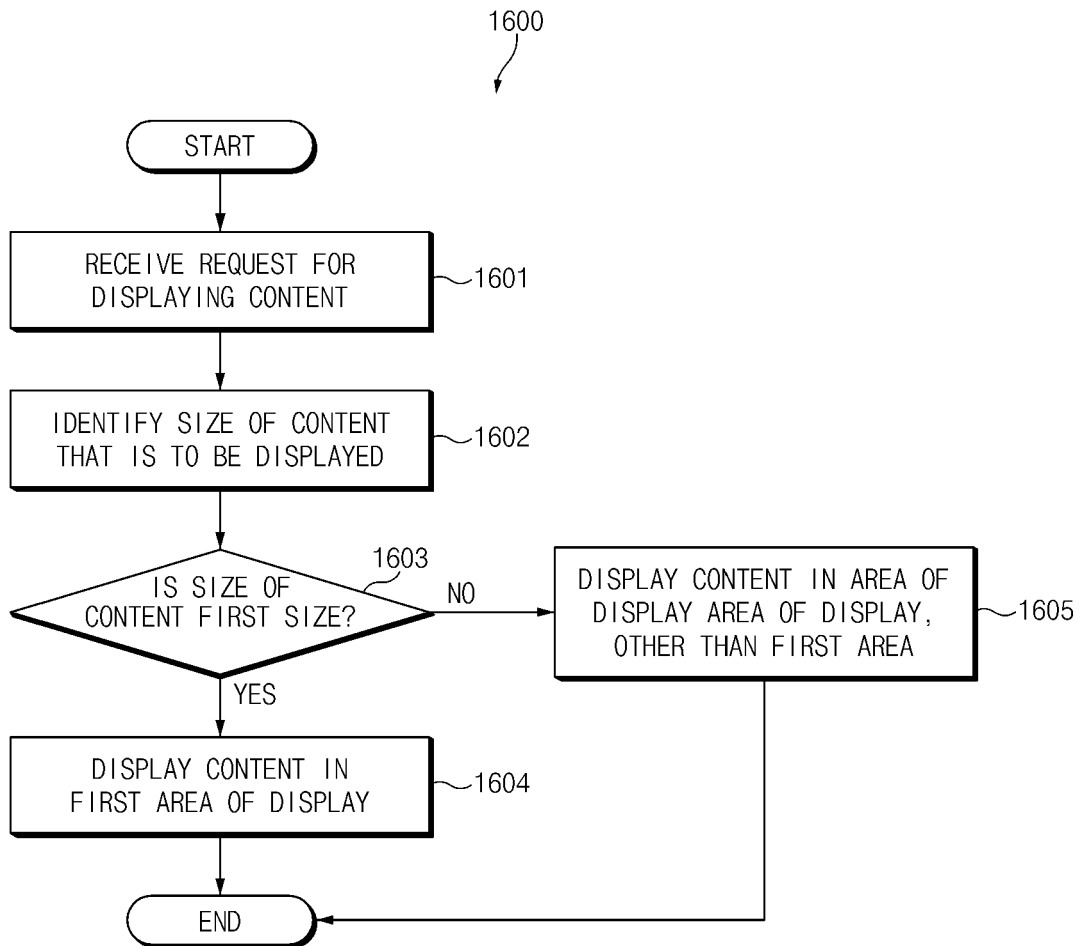 1600
START
RECEIVE REQUEST FOR
DISPLAYING CONTENT
1601
IDENTIFY SIZE OF CONTENT
THAT IS TO BE DISPLAYED
1602
1603
IS SIZE OF
CONTENT FIRST SIZE?
NO
DISPLAY CONTENT IN AREA OF
DISPLAY AREA OF DISPLAY,
OTHER THAN FIRST AREA
1605
YES
DISPLAY CONTENT IN
FIRST AREA OF DISPLAY
1604
END